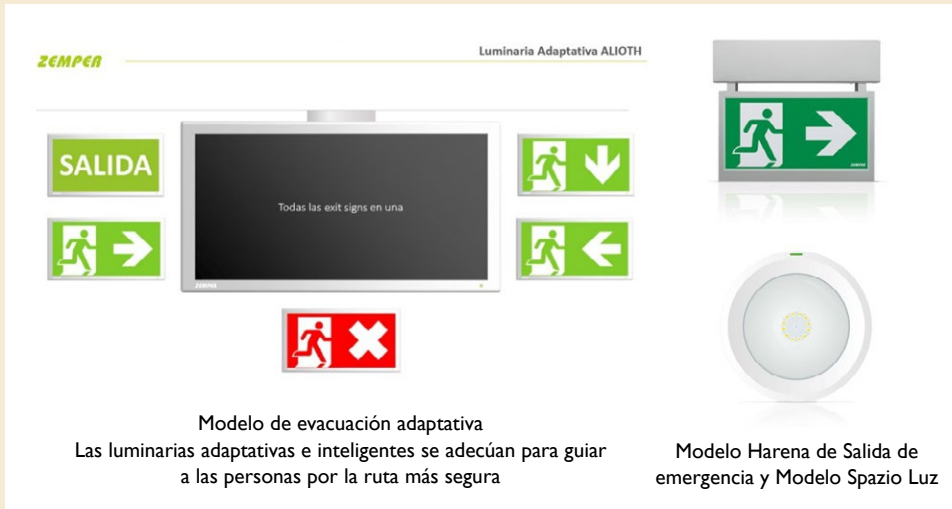 ZEMPER
Luminaria Adaptativa ALIOTH
SALIDA
Todas las exit signs en una
ZEMPER
ZEMPER
Modelo de evacuación adaptativa
Las luminarias adaptativas e inteligentes se adecúan para guiar
a las personas por la ruta más segura
Modelo Harena de Salida de
emergencia y Modelo Spazio Luz